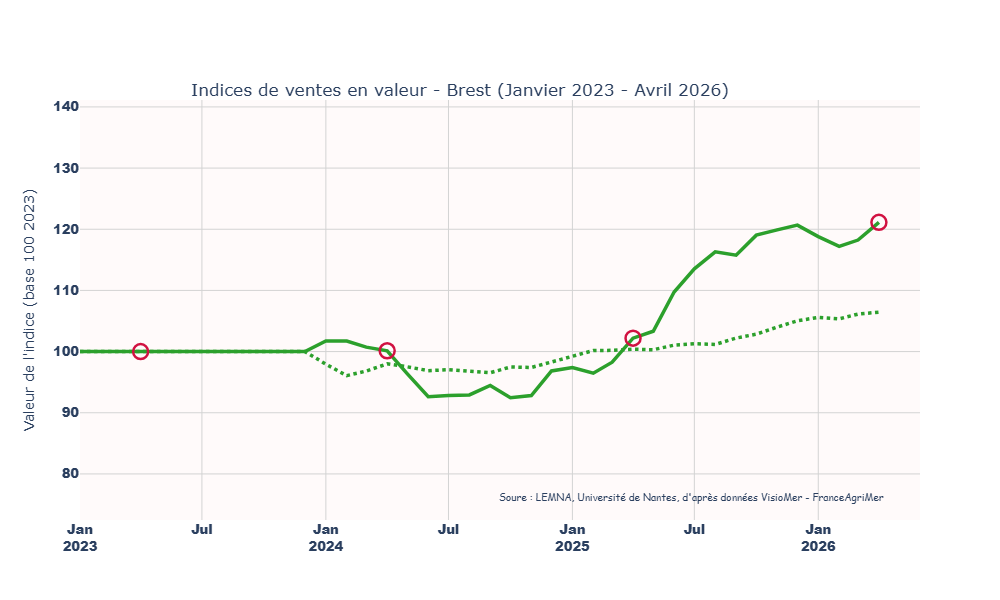 Indices de ventes en valeur - Brest (Janvier 2023 - Avril 2026)
Valeur de l'indice (base 100 2023)
140
130
120
110
100
90
80
Soure : LEMNA, Université de Nantes, d'après données VisioMer - FranceAgriMer
Jan Jul Jan Jul Jan Jul Jan
2023 2024 2025 2026